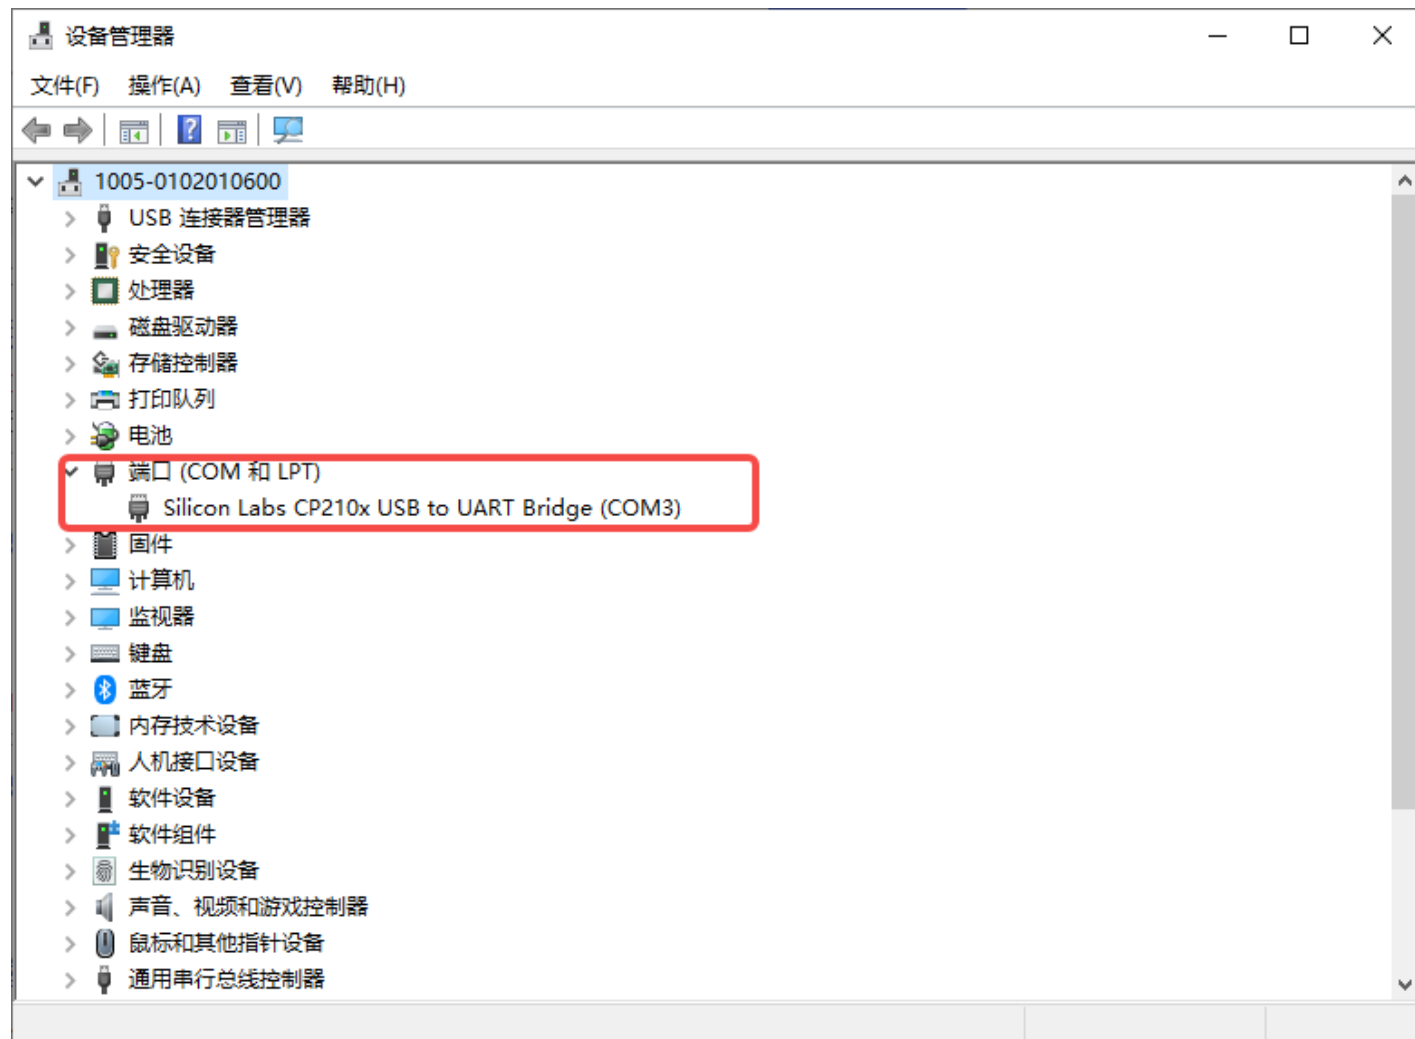 设备管理器
文件(F) 操作(A) 查看(V) 帮助(H)
1005-0102010600
USB 连接器管理器
安全设备
处理器
磁盘驱动器
存储控制器
打印队列
电池
端口 (COM 和 LPT)
Silicon Labs CP210x USB to UART Bridge (COM3)
固件
计算机
监视器
键盘
蓝牙
内存技术设备
人机接口设备
软件设备
软件组件
生物识别设备
声音、视频和游戏控制器
鼠标和其他指针设备
通用串行总线控制器